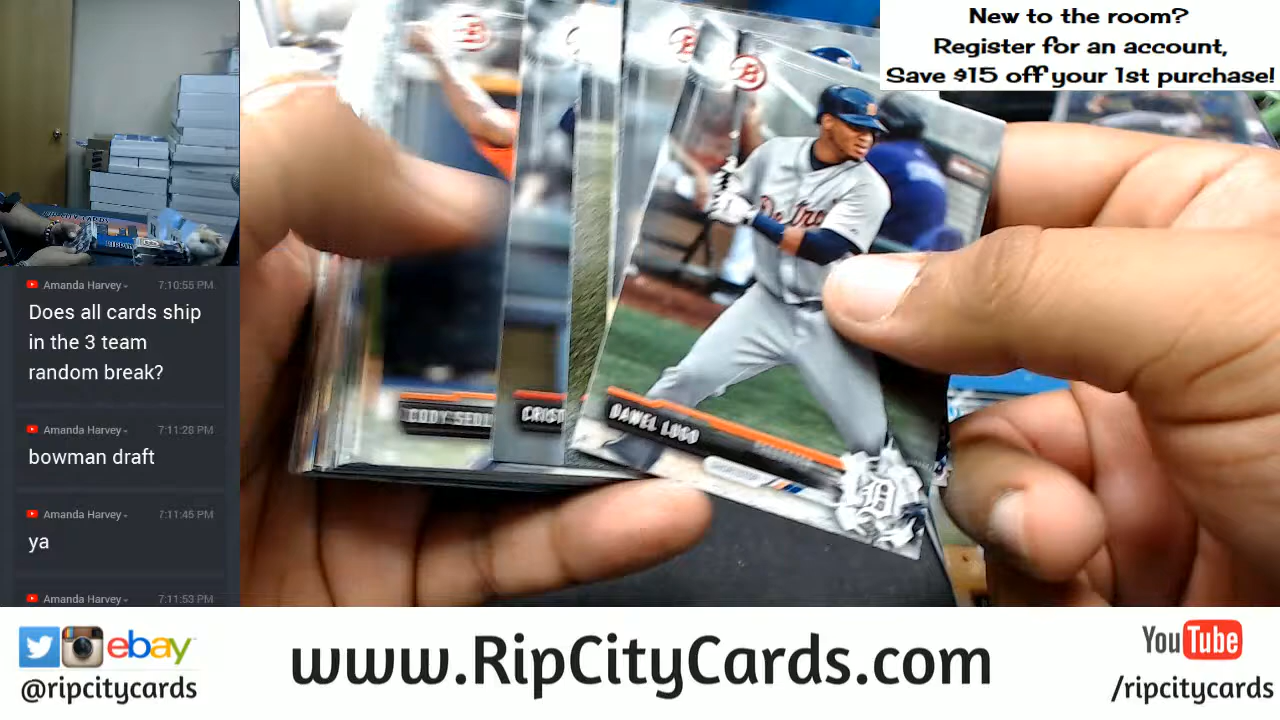 New to the room?
Register for an account,
Save $15 off your 1st purchase!
Amanda Harvey
7:10:55 PM
Does all cards ship
in the 3 team
random break?
Amanda Harvey
7:11:28 PM
bowman draft
Amanda Harvey
7:11:45 PM
ya
Amanda Harvey
7:11:53 PM
B
Detroi
CODY SED
CRIST
DAWEL LUGO
D
ebay
@ripcitycards
www.RipCityCards.com
YouTube
/ripcitycards